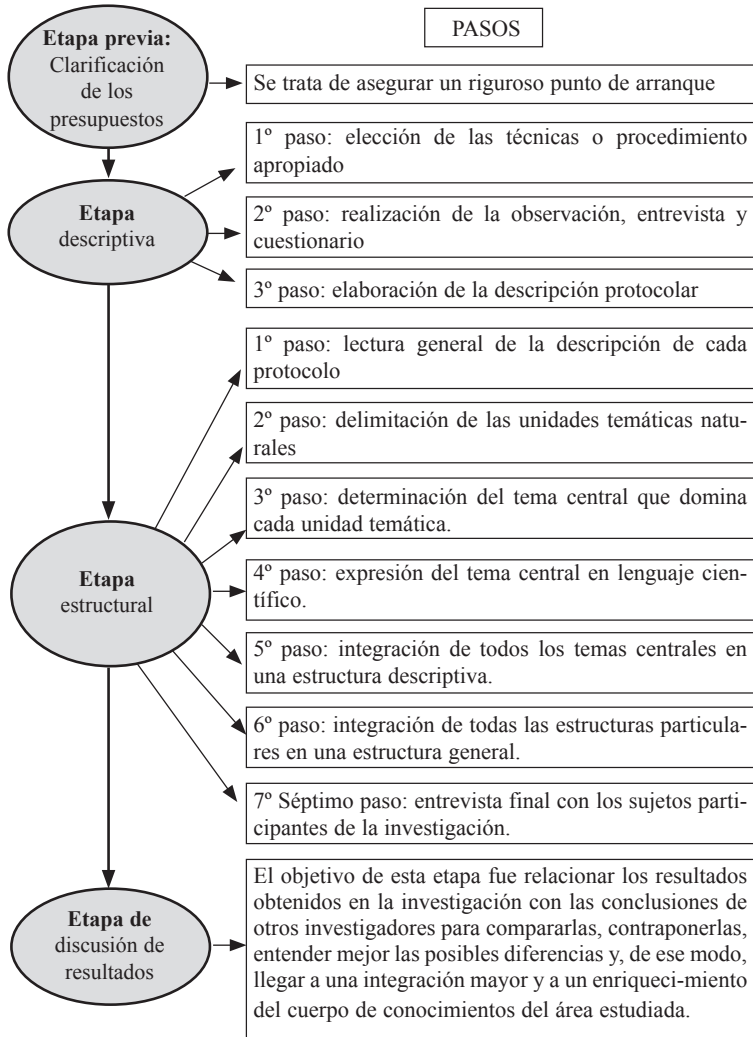 PASOS
Etapa previa:
Clarificación
de los
presupuestos
Se trata de asegurar un riguroso punto de arranque
Etapa
descriptiva
1º paso: elección de las técnicas o procedimiento
apropiado
2º paso: realización de la observación, entrevista y
cuestionario
3º paso: elaboración de la descripción protocolar
Etapa
estructural
1º paso: lectura general de la descripción de cada
protocolo
2º paso: delimitación de las unidades temáticas natu-
rales
3º paso: determinación del tema central que domina
cada unidad temática.
4º paso: expresión del tema central en lenguaje cien-
tífico.
5º paso: integración de todos los temas centrales en
una estructura descriptiva.
6º paso: integración de todas las estructuras particula-
res en una estructura general.
7º Séptimo paso: entrevista final con los sujetos parti-
cipantes de la investigación.
Etapa de
discusión de
resultados
El objetivo de esta etapa fue relacionar los resultados
obtenidos en la investigación con las conclusiones de
otros investigadores para compararlas, contraponerlas,
entender mejor las posibles diferencias y, de ese modo,
llegar a una integración mayor y a un enriqueci-miento
del cuerpo de conocimientos del área estudiada.